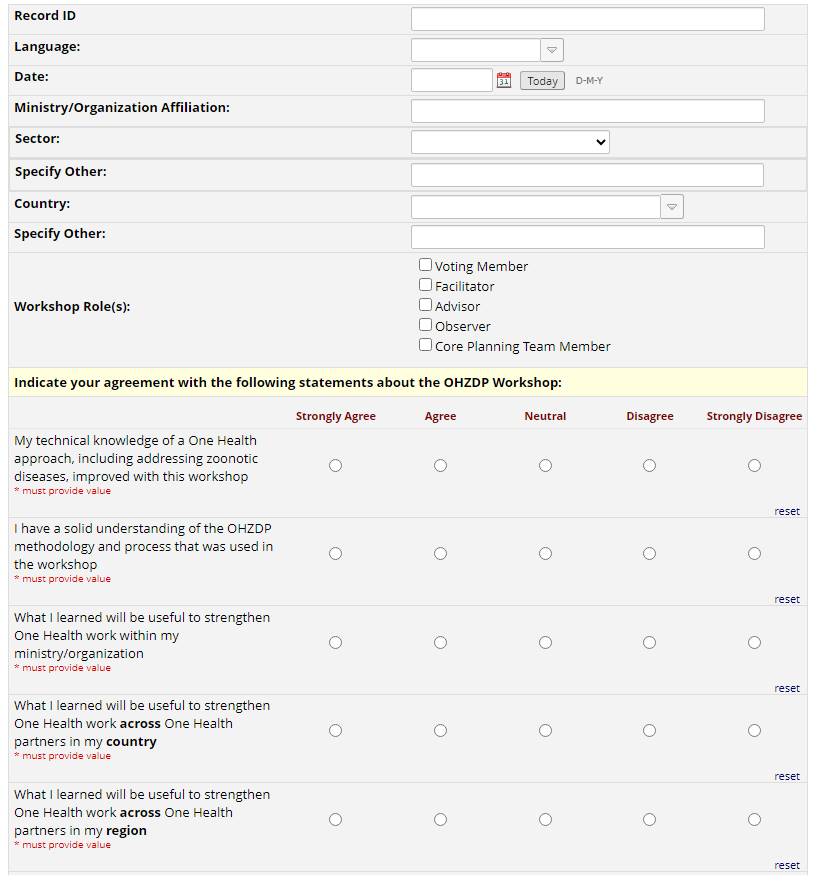 Record ID
Language:
Date:
31
Today
D-M-Y
Ministry/Organization Affiliation:
Sector:
Specify Other:
Country:
Specify Other:
Workshop Role(s):
Voting Member
Facilitator
Advisor
Observer
Core Planning Team Member
Indicate your agreement with the following statements about the OHZDP Workshop:
Strongly Agree Agree Neutral Disagree Strongly Disagree
My technical knowledge of a One Health
approach, including addressing zoonotic
diseases, improved with this workshop
* must provide value
reset
I have a solid understanding of the OHZDP
methodology and process that was used in
the workshop
* must provide value
reset
What I learned will be useful to strengthen
One Health work within my
ministry/organization
* must provide value
reset
What I learned will be useful to strengthen
One Health work across One Health
partners in my country
* must provide value
reset
What I learned will be useful to strengthen
One Health work across One Health
partners in my region
* must provide value
reset